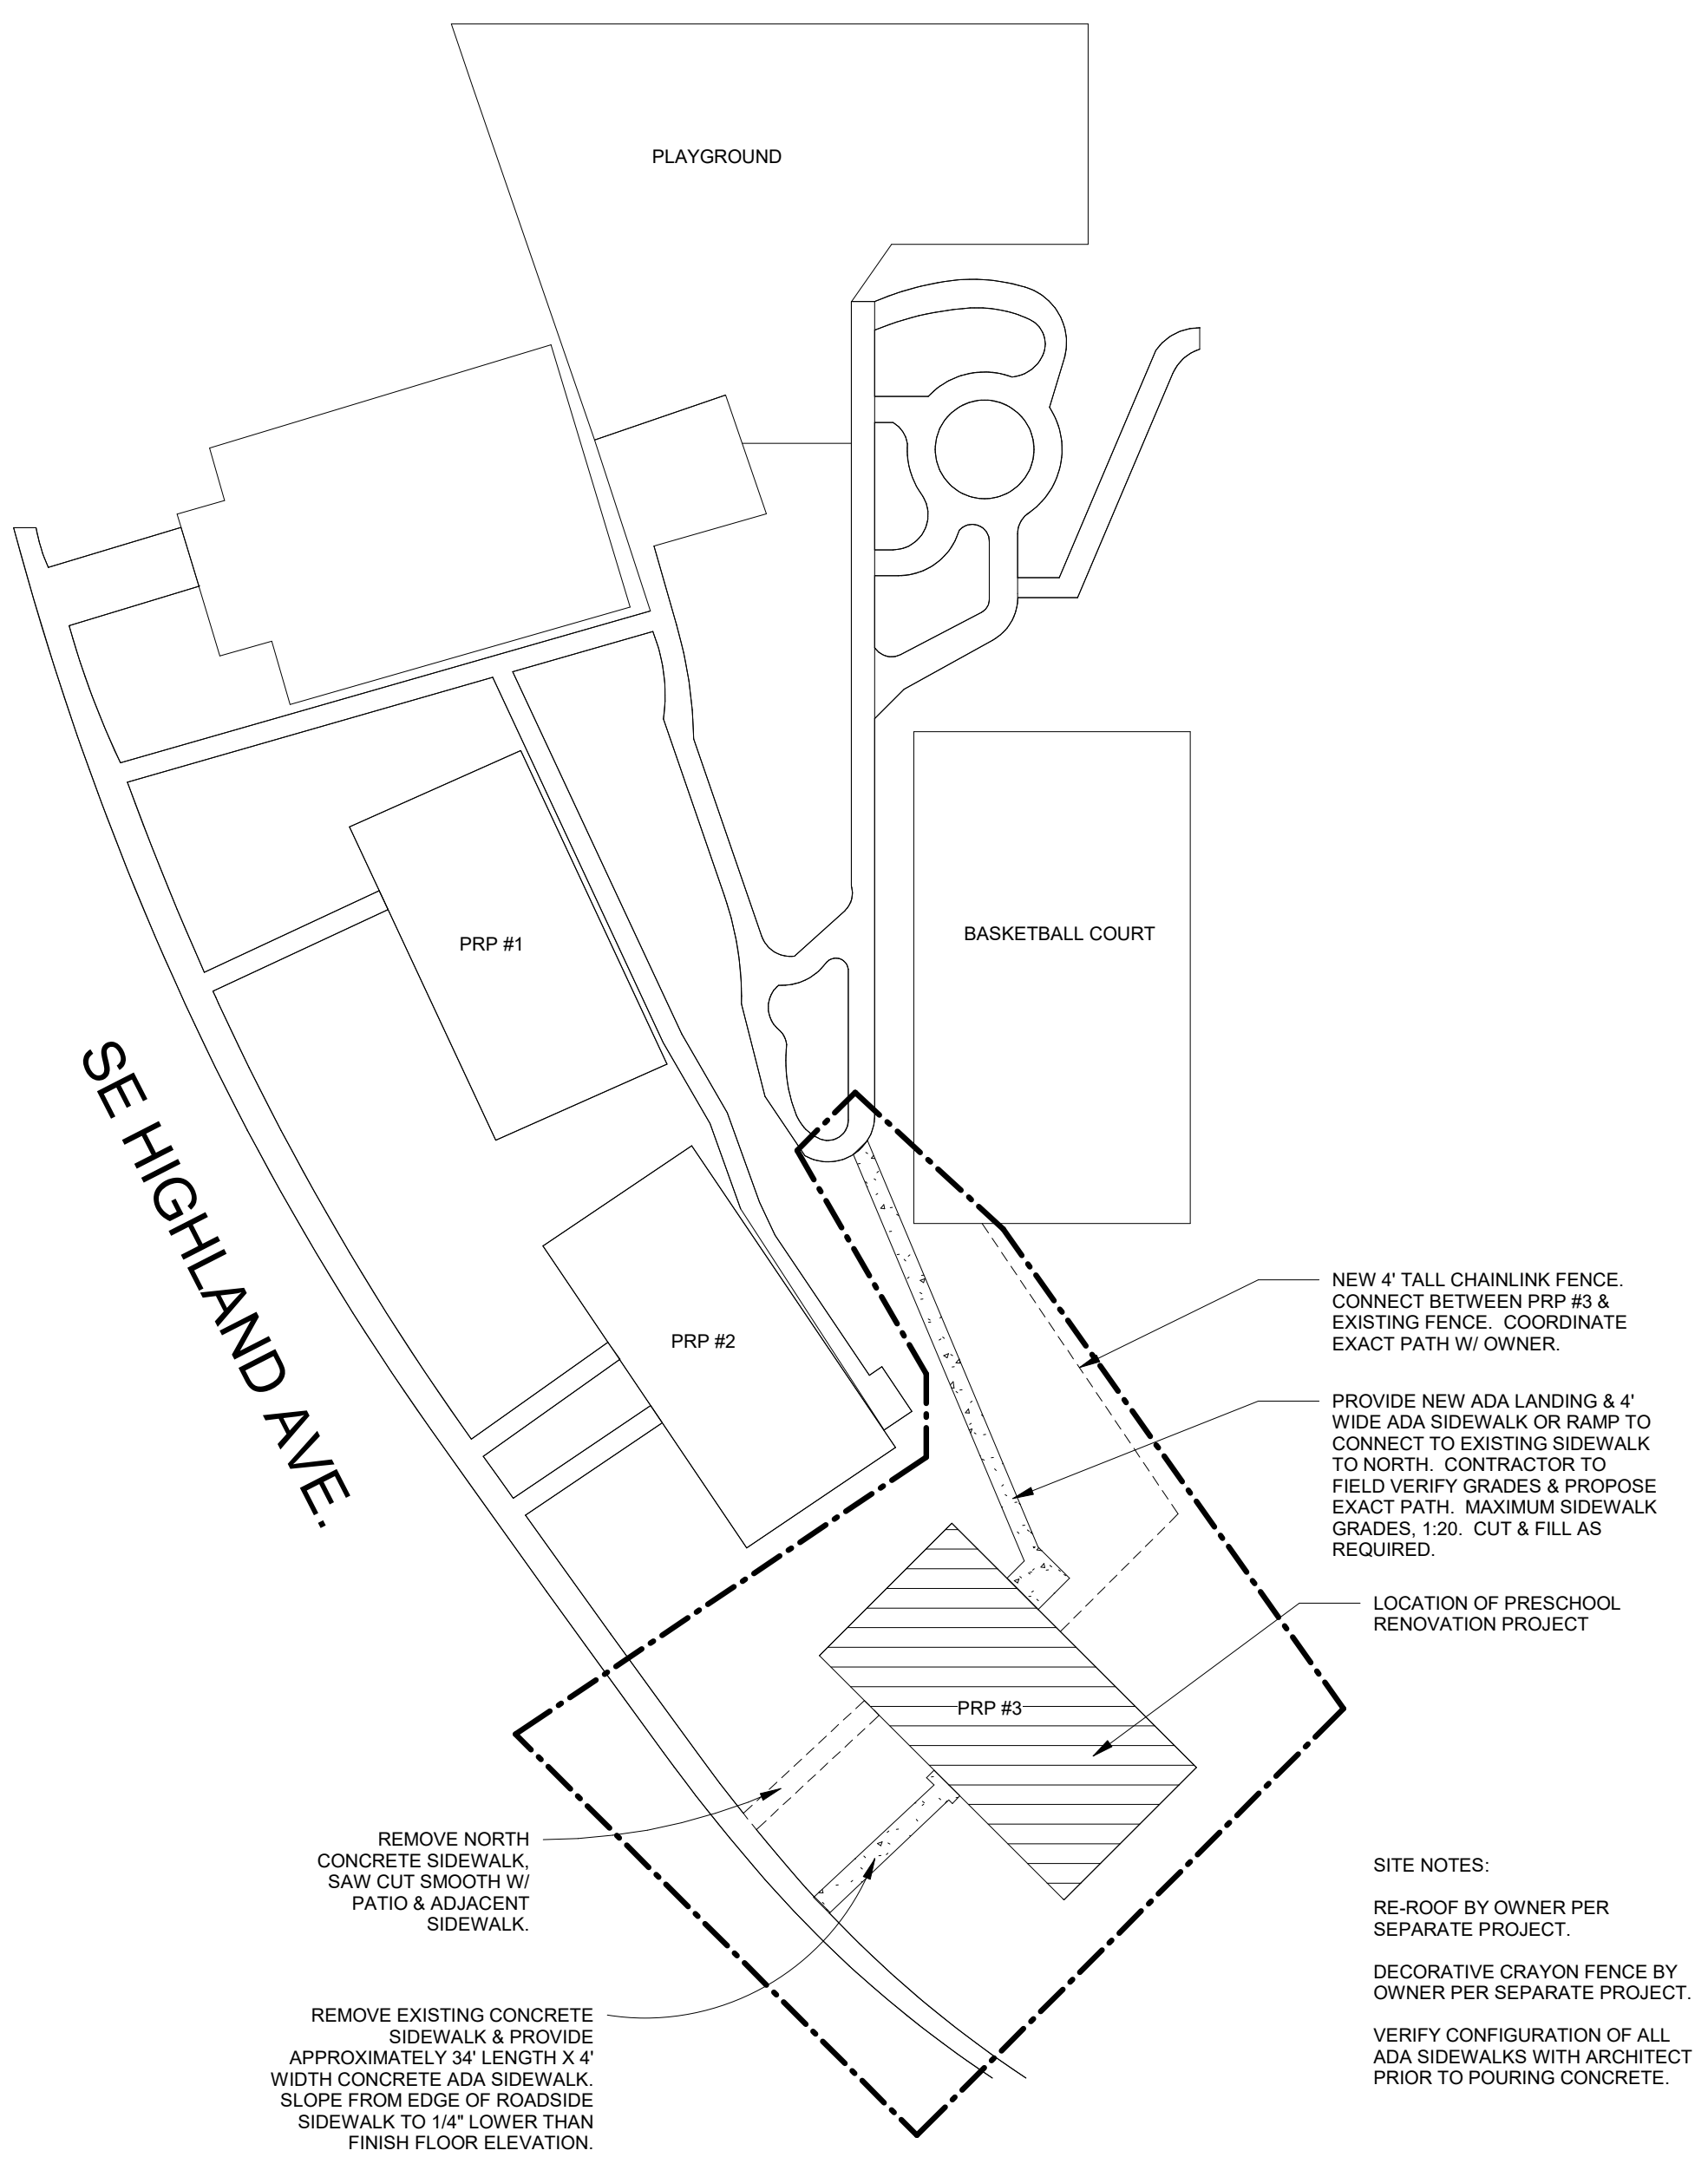 PLAYGROUND
PRP #1
BASKETBALL COURT
SE HIGHLAND AVE.
PRP #2
NEW 4' TALL CHAINLINK FENCE.
CONNECT BETWEEN PRP #3 &
EXISTING FENCE.  COORDINATE
EXACT PATH W/ OWNER.
PROVIDE NEW ADA LANDING & 4'
WIDE ADA SIDEWALK OR RAMP TO
CONNECT TO EXISTING SIDEWALK
TO NORTH.  CONTRACTOR TO
FIELD VERIFY GRADES & PROPOSE
EXACT PATH.  MAXIMUM SIDEWALK
GRADES, 1:20.  CUT & FILL AS
REQUIRED.
LOCATION OF PRESCHOOL
RENOVATION PROJECT
PRP #3
REMOVE NORTH
CONCRETE SIDEWALK,
SAW CUT SMOOTH W/
PATIO & ADJACENT
SIDEWALK.
REMOVE EXISTING CONCRETE
SIDEWALK & PROVIDE
APPROXIMATELY 34' LENGTH X 4'
WIDTH CONCRETE ADA SIDEWALK.
SLOPE FROM EDGE OF ROADSIDE
SIDEWALK TO 1/4" LOWER THAN
FINISH FLOOR ELEVATION.
SITE NOTES:
RE-ROOF BY OWNER PER
SEPARATE PROJECT.
DECORATIVE CRAYON FENCE BY
OWNER PER SEPARATE PROJECT.
VERIFY CONFIGURATION OF ALL
ADA SIDEWALKS WITH ARCHITECT
PRIOR TO POURING CONCRETE.